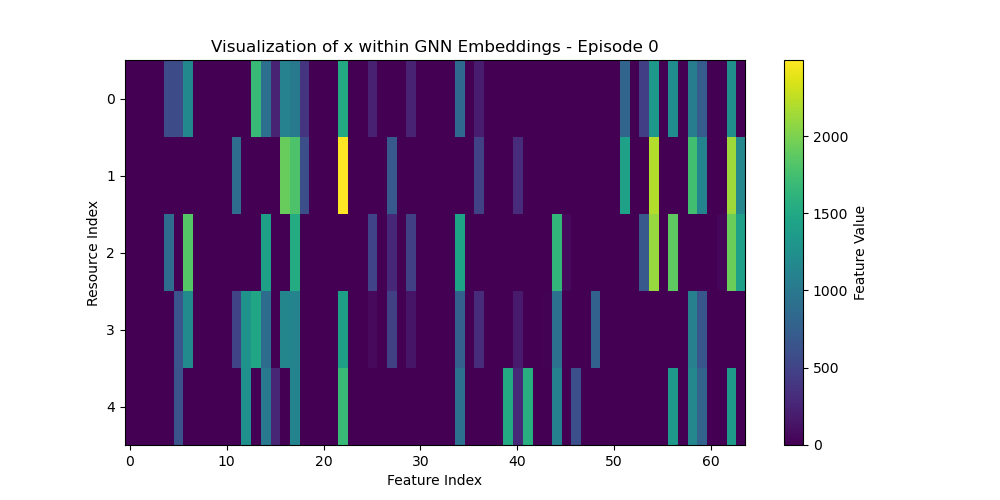 Visualization of x within GNN Embeddings - Episode 0
Resource Index
0
1
2
3
4
0 10 20 30 40 50 60
Feature Index
2000
1500
1000
500
0
Feature Value